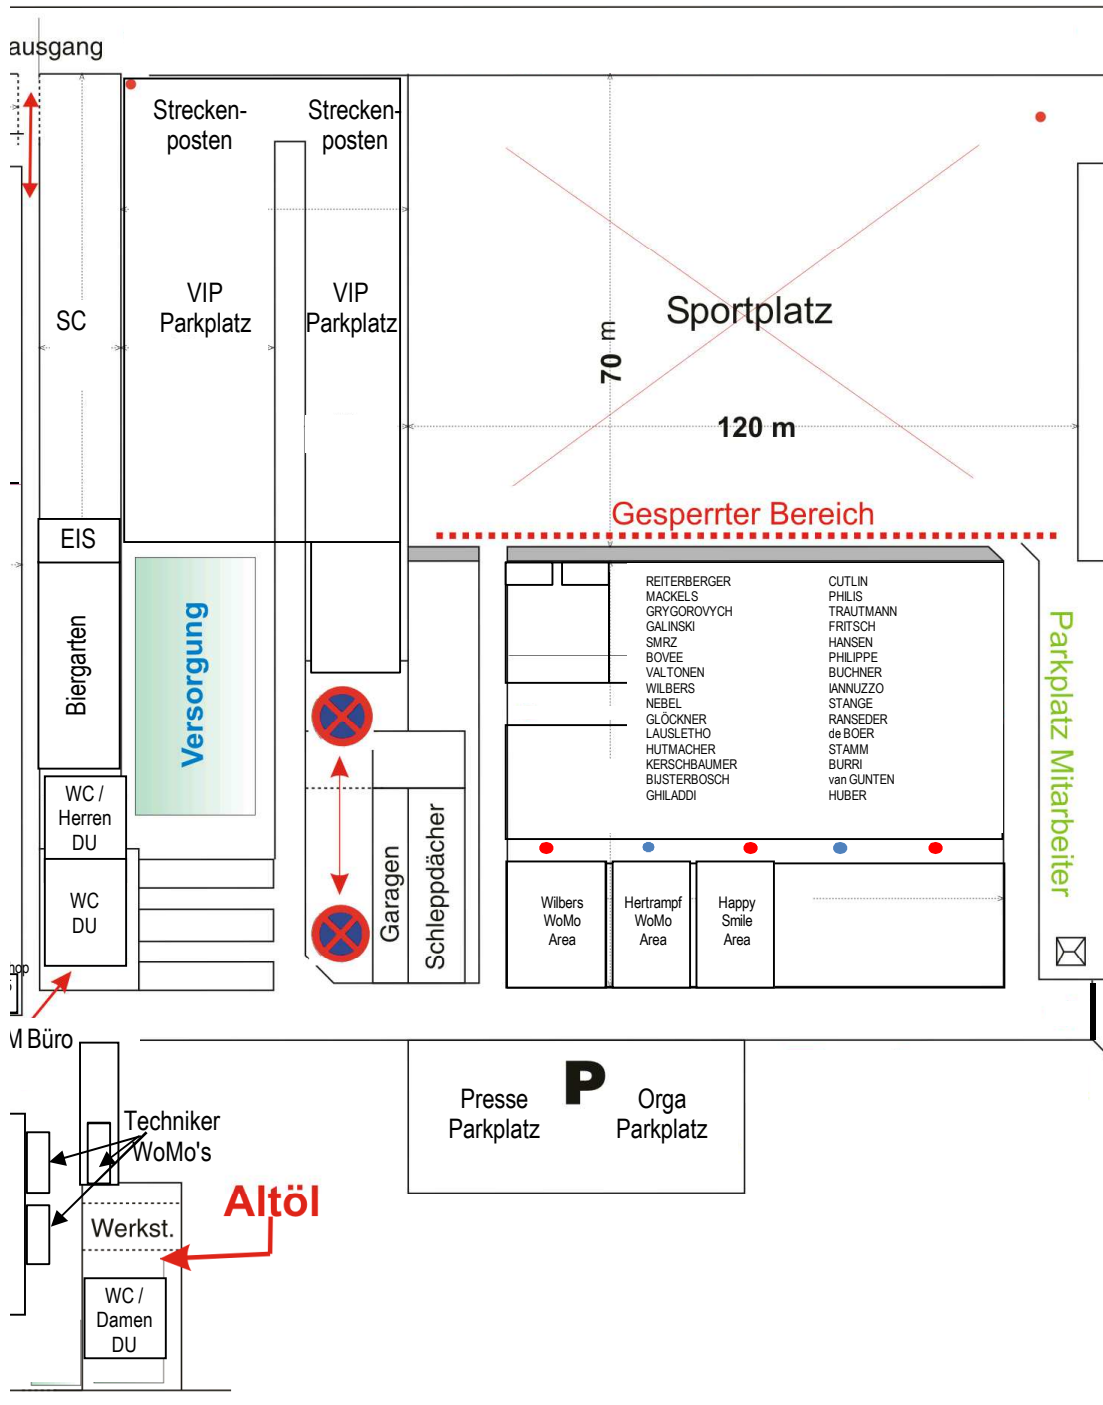 ausgang
Strecken-
posten
Strecken-
posten
SC
VIP
Parkplatz
VIP
Parkplatz
Sportplatz
70 m
120 m
Gesperrter Bereich
EIS
Biergarten
Versorgung
WC /
Herren
DU
WC
DU
Garagen
Schleppdächer
REITERBERGER
MACKELS
GRYGOROVYCH
GALINSKI
SMRZ
BOVEE
VALTONEN
WILBERS
NEBEL
GLÖCKNER
LAUSLETHO
HUTMACHER
KERSCHBAUMER
BIJSTERBOSCH
GHILADDI
CUTLIN
PHILIS
TRAUTMANN
FRITSCH
HANSEN
PHILIPPE
BUCHNER
IANNUZZO
STANGE
RANSEDER
de BOER
STAMM
BURRI
van GUNTEN
HUBER
Parkplatz Mitarbeiter
Wilbers
WoMo
Area
Hertrampf
WoMo
Area
Happy
Smile
Area
M Büro
P
Presse
Parkplatz
Orga
Parkplatz
Techniker
WoMo's
Altöl
Werkst.
WC /
Damen
DU